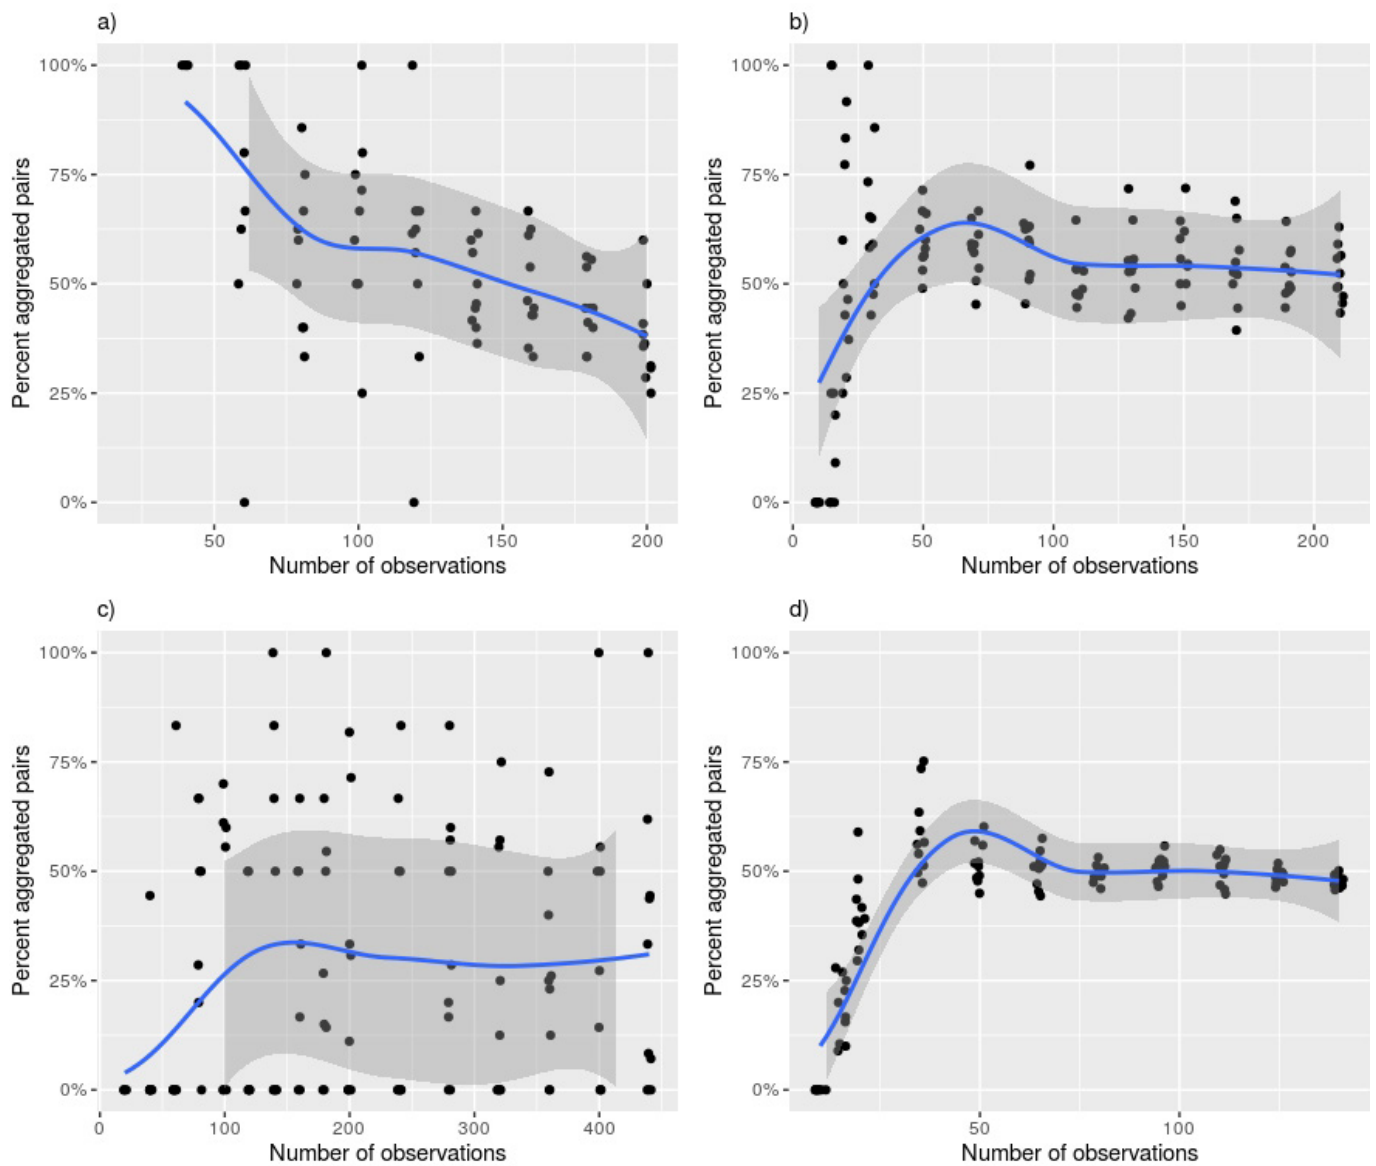 a)
Percent aggregated pairs
100%
75%
50%
25%
0%
50 100 150 200
Number of observations
b)
Percent aggregated pairs
100%
75%
50%
25%
0%
0 50 100 150 200
Number of observations
c)
Percent aggregated pairs
100%
75%
50%
25%
0%
0 100 200 300 400
Number of observations
d)
Percent aggregated pairs
100%
75%
50%
25%
0%
50 100
Number of observations